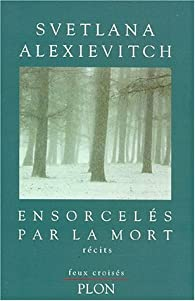 SVETLANA
ALEXIEVITCH
ENSORCELÉS
PAR LA MORT
récits
feux croisés
PLON